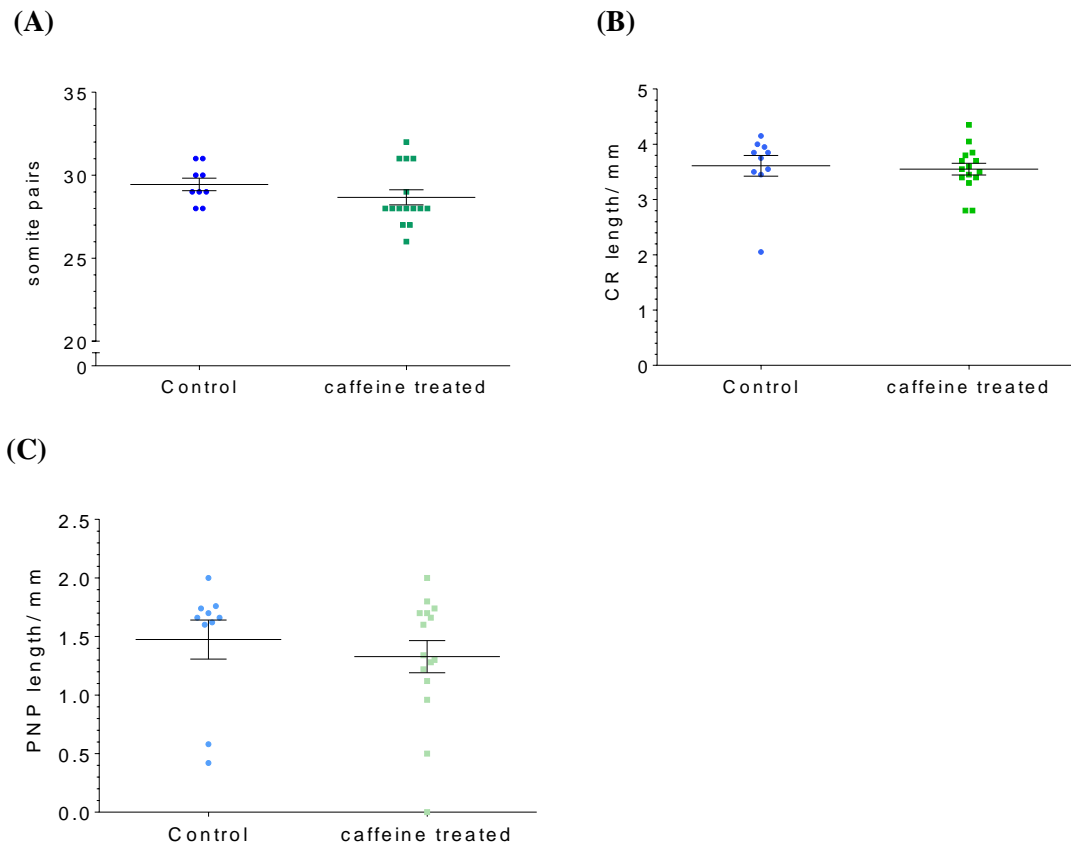 (A)
35
30
25
20
0
somite pairs
Control
caffeine treated
(B)
5
4
3
2
1
0
CR length/ mm
Control
caffeine treated
(C)
2.5
2.0
1.5
1.0
0.5
0.0
PNP length/ mm
Control
caffeine treated